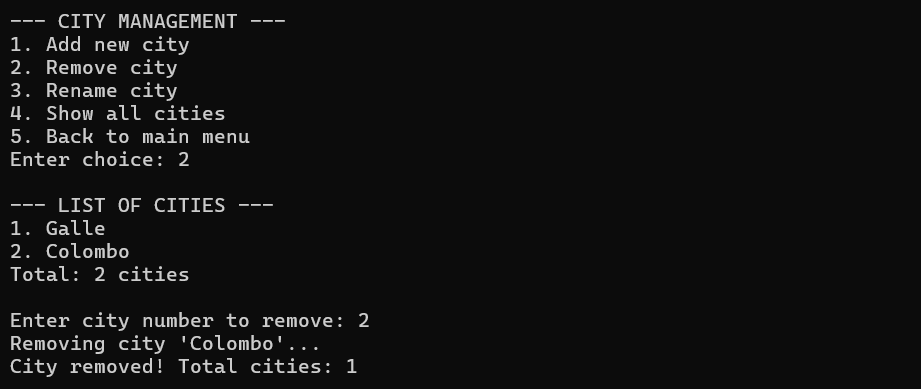 --- CITY MANAGEMENT ---
1. Add new city
2. Remove city
3. Rename city
4. Show all cities
5. Back to main menu
Enter choice: 2
--- LIST OF CITIES ---
1. Galle
2. Colombo
Total: 2 cities
Enter city number to remove: 2
Removing city 'Colombo'...
City removed! Total cities: 1